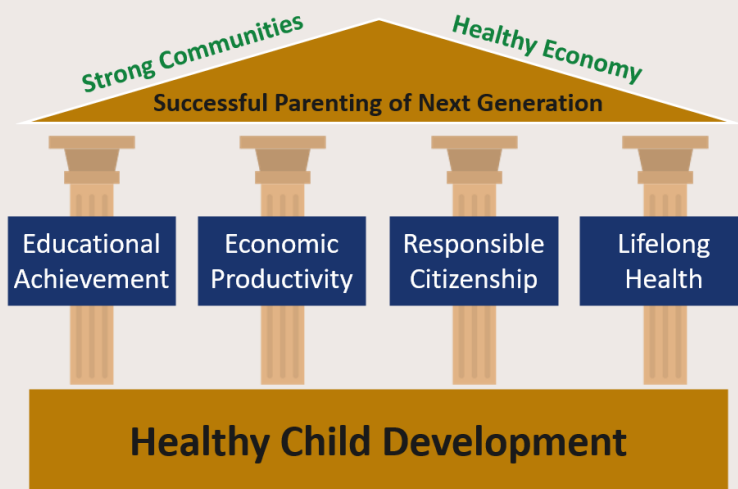 Strong Communities
Healthy Economy
Successful Parenting of Next Generation
Educational
Achievement
Economic
Productivity
Responsible
Citizenship
Lifelong
Health
Healthy Child Development